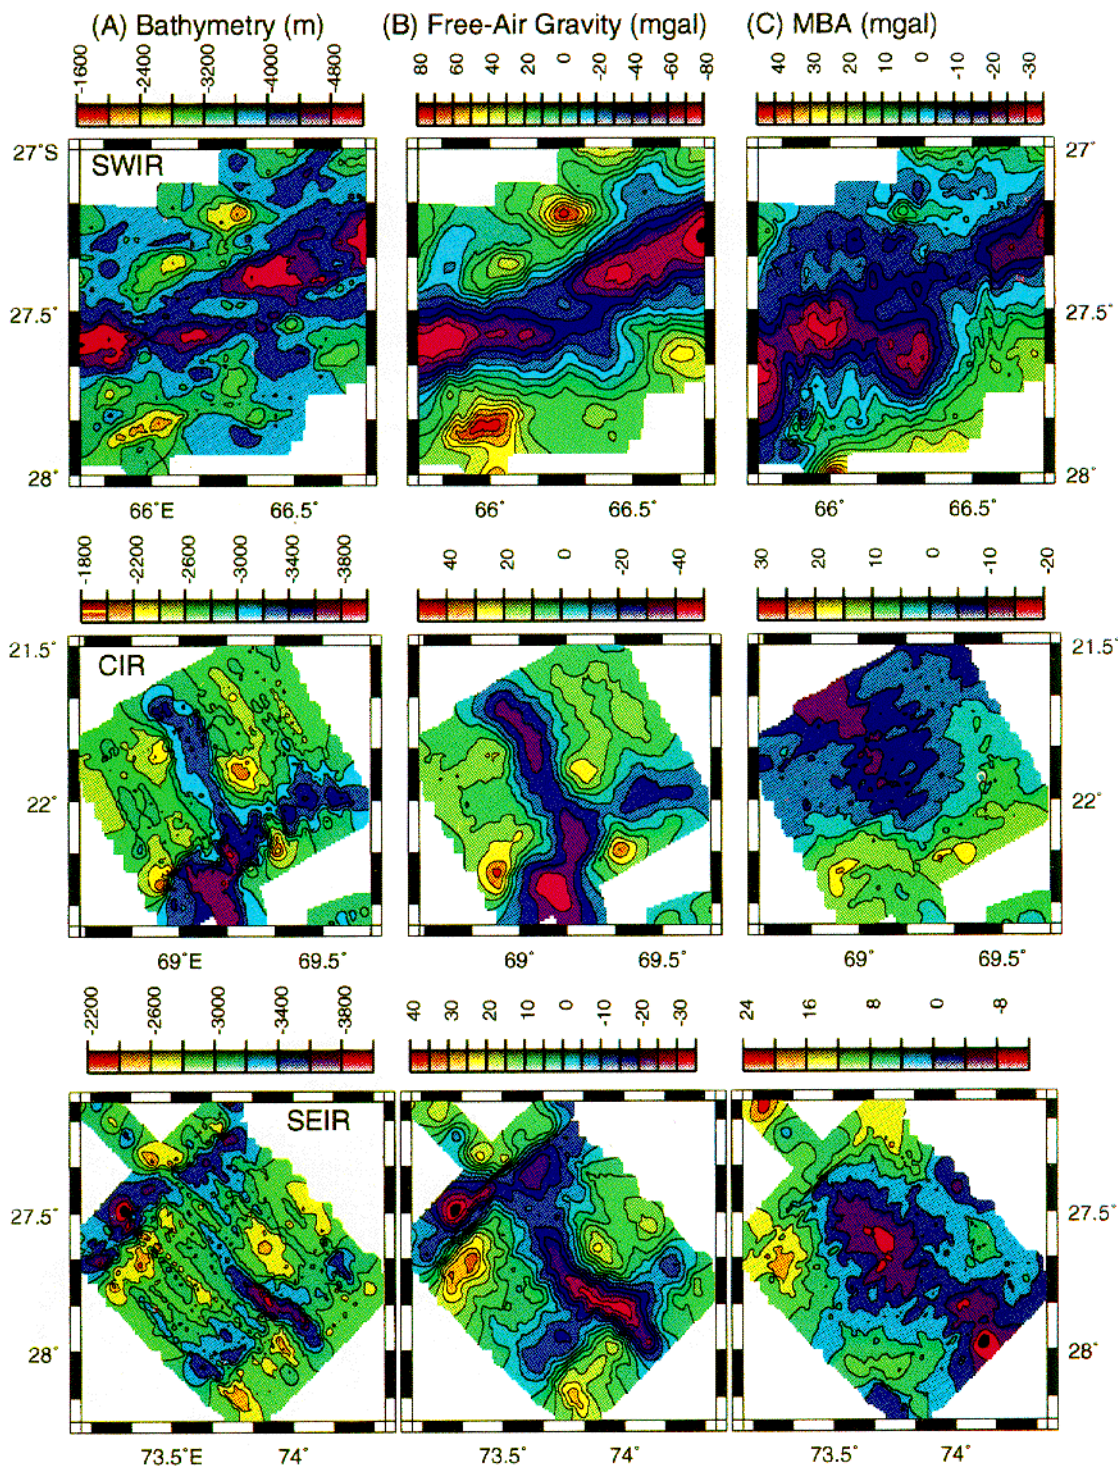 (A) Bathymetry (m) (B) Free-Air Gravity (mgal) (C) MBA (mgal)
-1600 -2400 -3200 -4000 -4800 80 60 40 20 0 -20 -40 -60 -80 40 30 20 10 0 -10 -20 -30
27°S SWIR 27°
27.5° 27.5°
28° 28°
66°E 66.5° 66° 66.5° 66° 66.5°
-1800 -2200 -2600 -3000 -3400 -3800 40 20 0 -20 -40 30 20 10 0 -10 -20
21.5° CIR 21.5°
22° 22°
69°E 69.5° 69° 69.5° 69° 69.5°
-2200 -2600 -3000 -3400 -3800 40 30 20 10 0 -10 -20 -30 24 16 8 0 -8
SEIR
27.5° 27.5°
28° 28°
73.5°E 74° 73.5° 74° 73.5° 74°